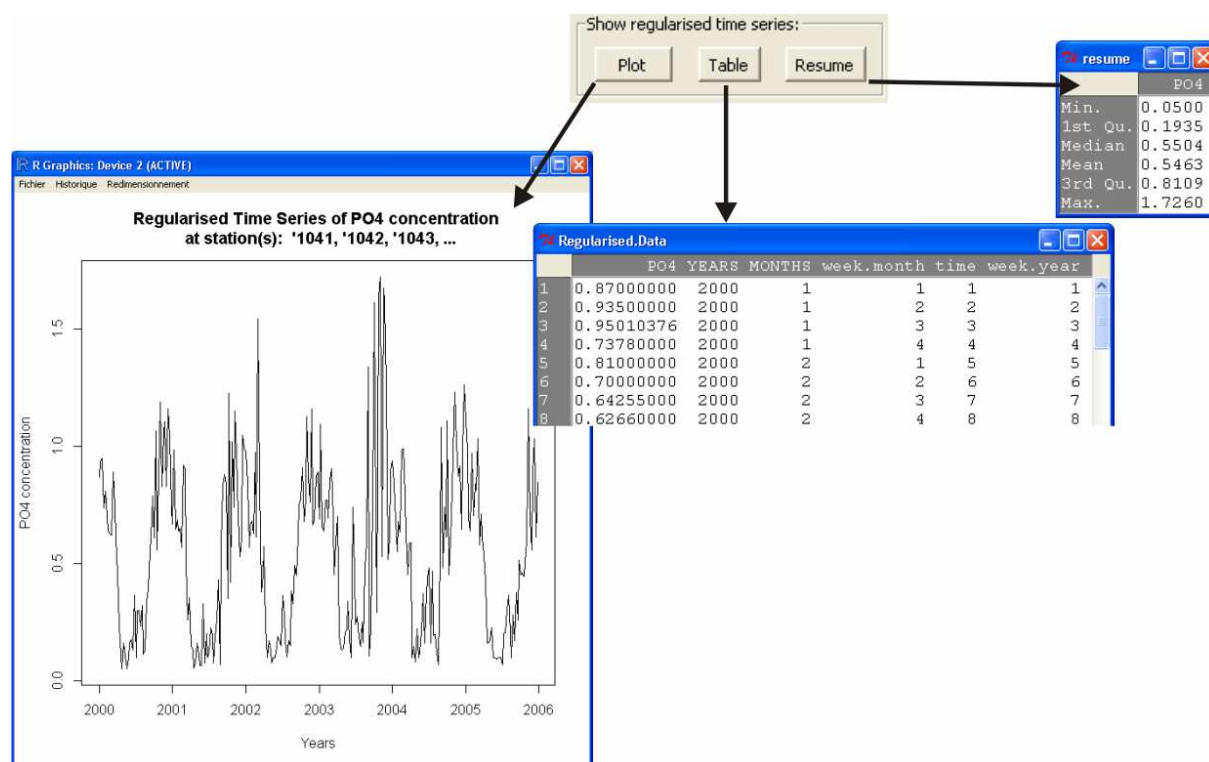 Show regularised time series:
Plot Table Resume
resume
PO4
Min. 0.0500
1st Qu. 0.1935
Median 0.5504
Mean 0.5463
3rd Qu. 0.8109
Max. 1.7260
R Graphics: Device 2 (ACTIVE)
Fichier Historique Redimensionnement
Regularised Time Series of PO4 concentration
at station(s): '1041, '1042, '1043, ...
PO4 concentration
1.5
1.0
0.5
0.0
2000 2001 2002 2003 2004 2005 2006
Years
Regularised.Data
PO4 YEARS MONTHS week.month time week.year
1 0.87000000 2000 1 1 1 1
2 0.93500000 2000 1 2 2 2
3 0.95010376 2000 1 3 3 3
4 0.73780000 2000 1 4 4 4
5 0.81000000 2000 2 1 5 5
6 0.70000000 2000 2 2 6 6
7 0.64255000 2000 2 3 7 7
8 0.62660000 2000 2 4 8 8